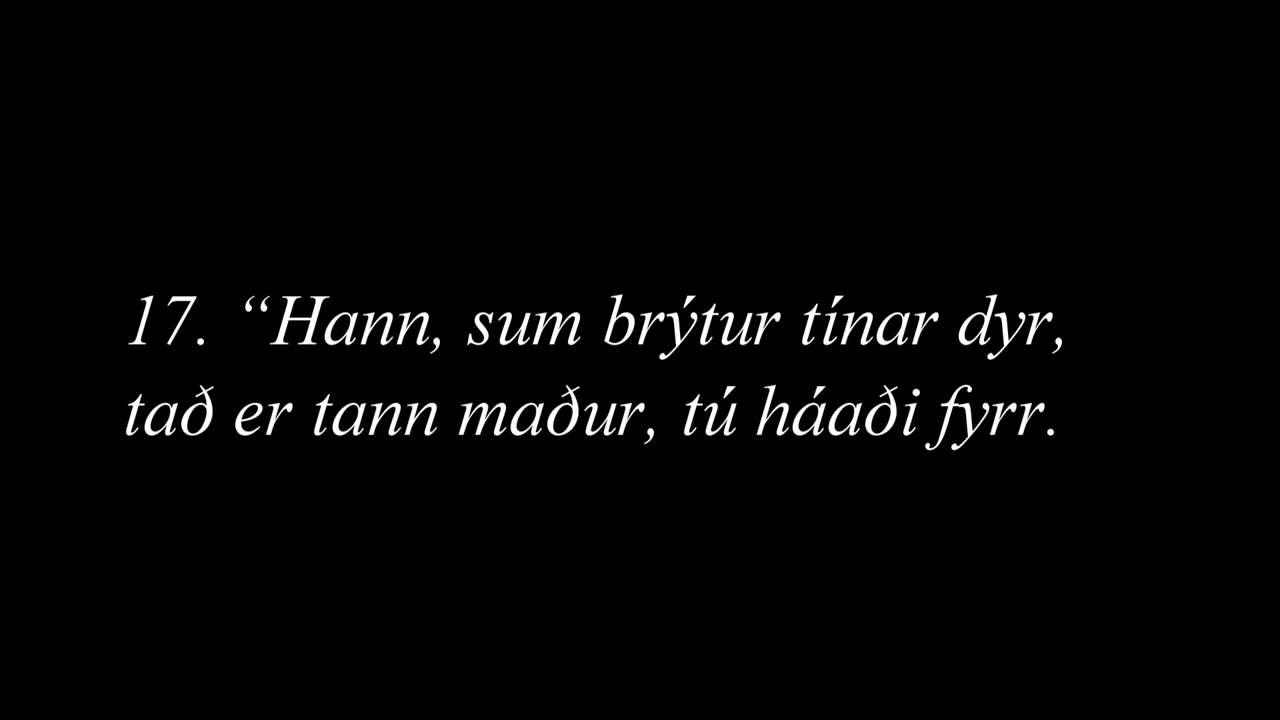 17. “Hann, sum brýtur tínar dyr,
tað er tann maður, tú háaði fyrr.